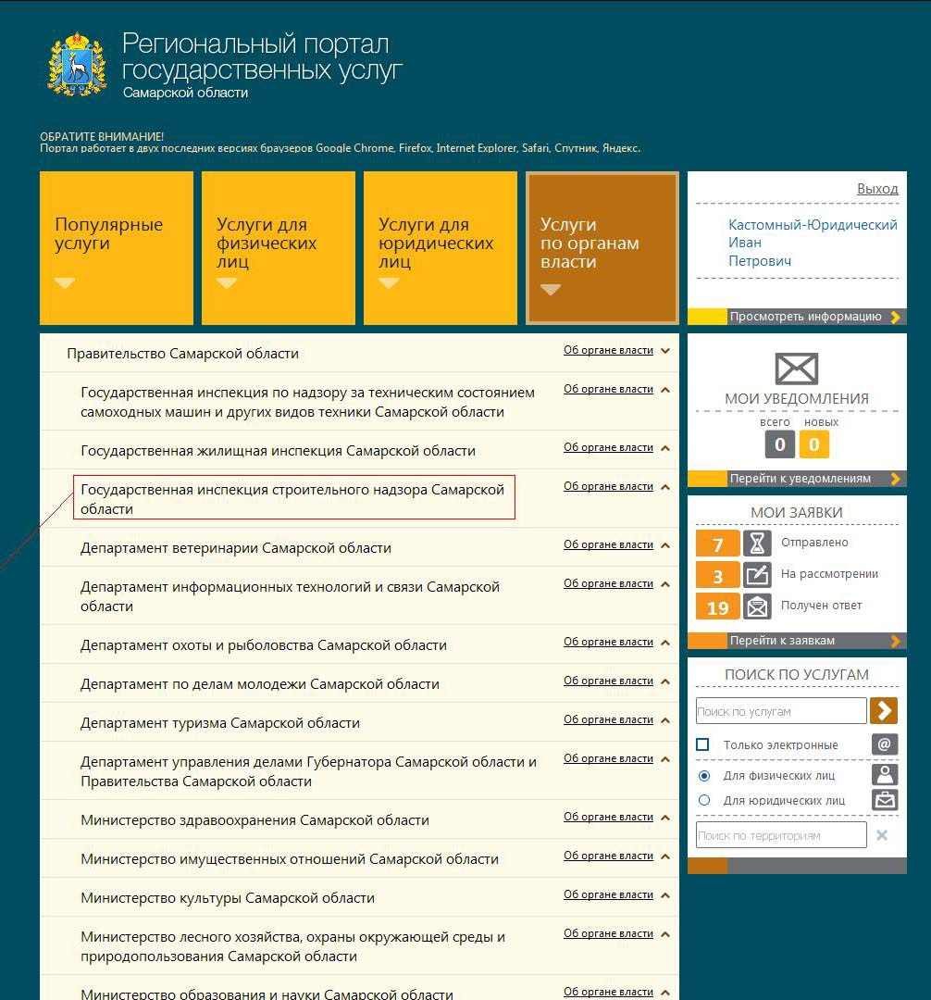 Региональный портал
государственных услуг
Самарской области
ОБРАТИТЕ ВНИМАНИЕ!
Портал работает в двух последних версиях браузеров Google Chrome, Firefox, Internet Explorer, Safari, Спутник, Яндекс.
Популярные
услуги
Услуги для
физических
лиц
Услуги для
юридических
лиц
Услуги
по органам
власти
Правительство Самарской области
Об органе власти
Государственная инспекция по надзору за техническим состоянием
самоходных машин и других видов техники Самарской области
Об органе власти
Государственная жилищная инспекция Самарской области
Об органе власти
Государственная инспекция строительного надзора Самарской
области
Об органе власти
Департамент ветеринарии Самарской области
Об органе власти
Департамент информационных технологий и связи Самарской
области
Об органе власти
Департамент охоты и рыболовства Самарской области
Об органе власти
Департамент по делам молодежи Самарской области
Об органе власти
Департамент туризма Самарской области
Об органе власти
Департамент управления делами Губернатора Самарской области и
Правительства Самарской области
Об органе власти
Министерство здравоохранения Самарской области
Об органе власти
Министерство имущественных отношений Самарской области
Об органе власти
Министерство культуры Самарской области
Об органе власти
Министерство лесного хозяйства, охраны окружающей среды и
природопользования Самарской области
Об органе власти
Министерство образования и науки Самарской области
Об органе власти
Выход
Кастомный-Юридический
Иван
Петрович
Просмотреть информацию
МОИ УВЕДОМЛЕНИЯ
всего новых
0 0
Перейти к уведомлениям
МОИ ЗАЯВКИ
7 Отправлено
3 На рассмотрении
19 Получен ответ
Перейти к заявкам
ПОИСК ПО УСЛУГАМ
Поиск по услугам
Только электронные @
Для физических лиц
Для юридических лиц
Поиск по территориям